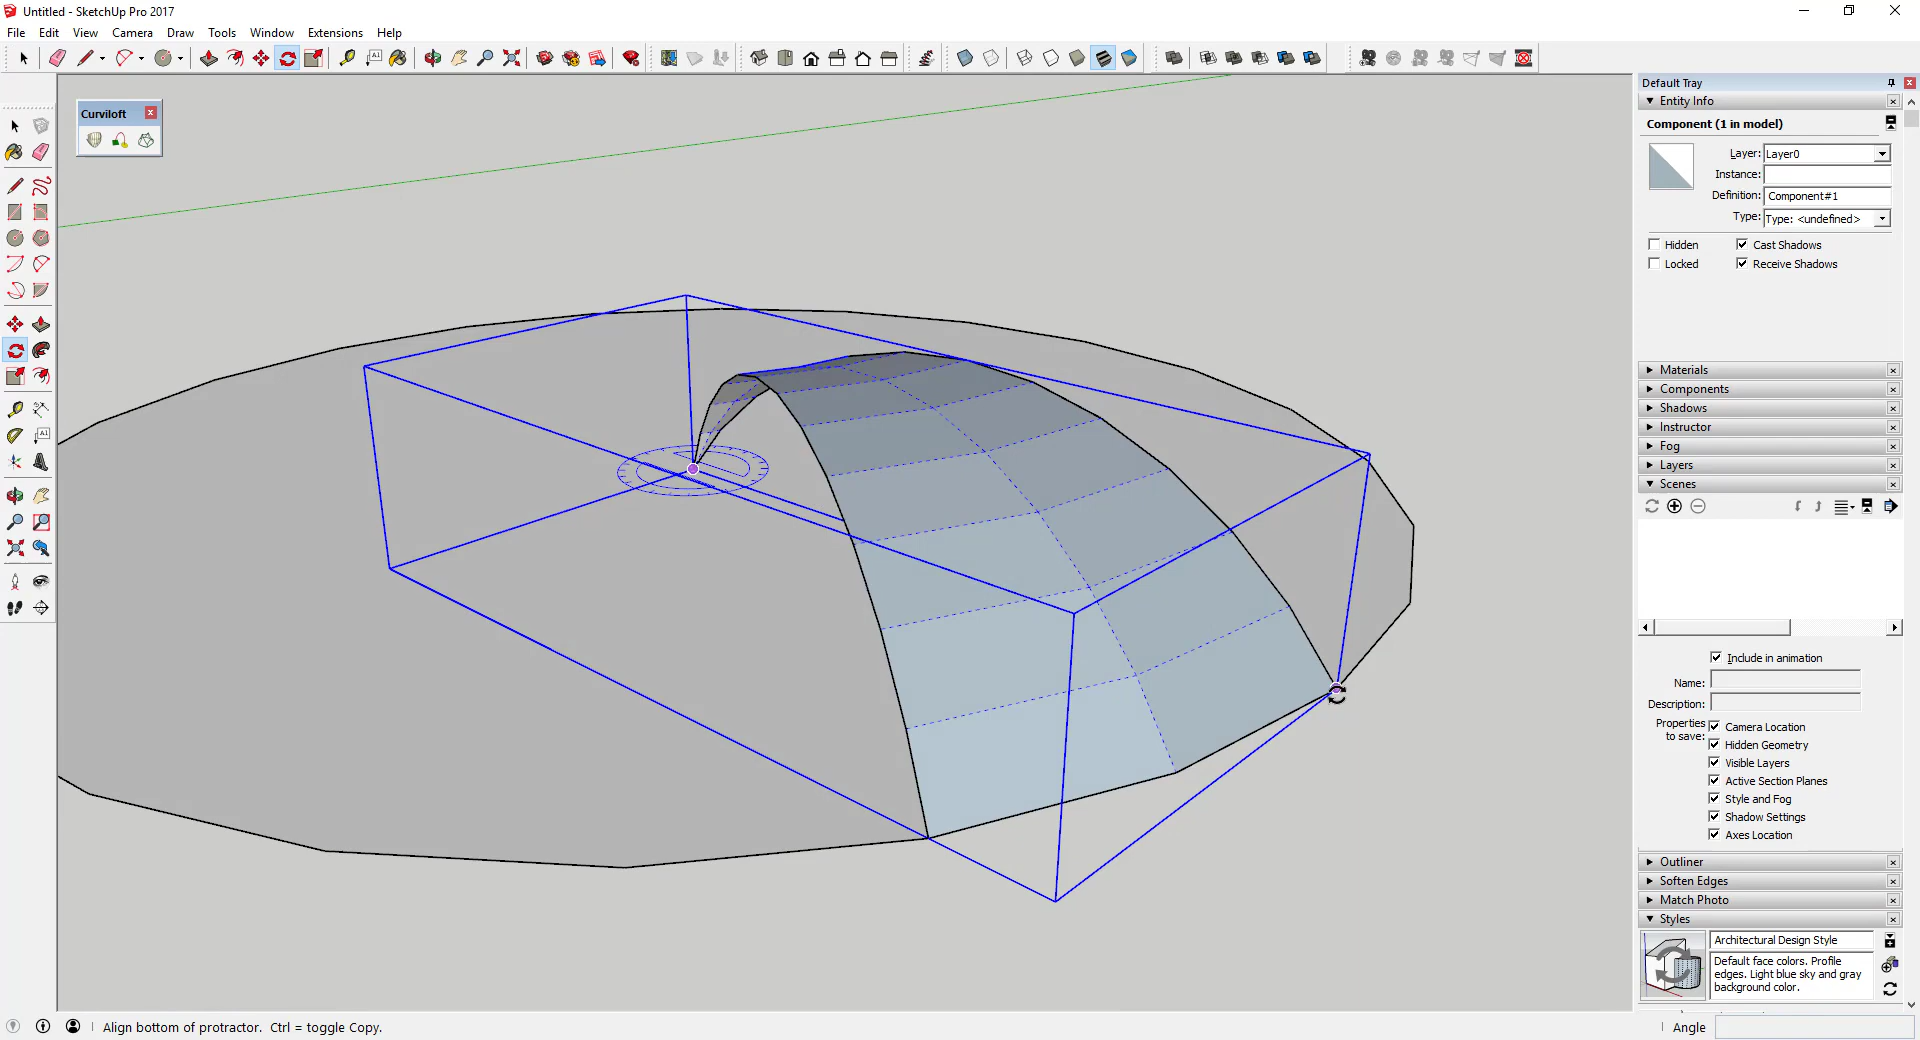 Untitled - SketchUp Pro 2017
File Edit View Camera Draw Tools Window Extensions Help
Default Tray
Entity Info
Curviloft
Component (1 in model)
Layer: Layer0
Instance:
Definition: Component#1
Type: Type: <undefined>
Hidden Cast Shadows
Locked Receive Shadows
Materials
Components
Shadows
Instructor
Fog
Layers
Scenes
Include in animation
Name:
Description:
Properties to save:
Camera Location
Hidden Geometry
Visible Layers
Active Section Planes
Style and Fog
Shadow Settings
Axes Location
Outliner
Soften Edges
Match Photo
Styles
Architectural Design Style
Default face colors. Profile
edges. Light blue sky and gray
background color.
Align bottom of protractor. Ctrl = toggle Copy.
Angle